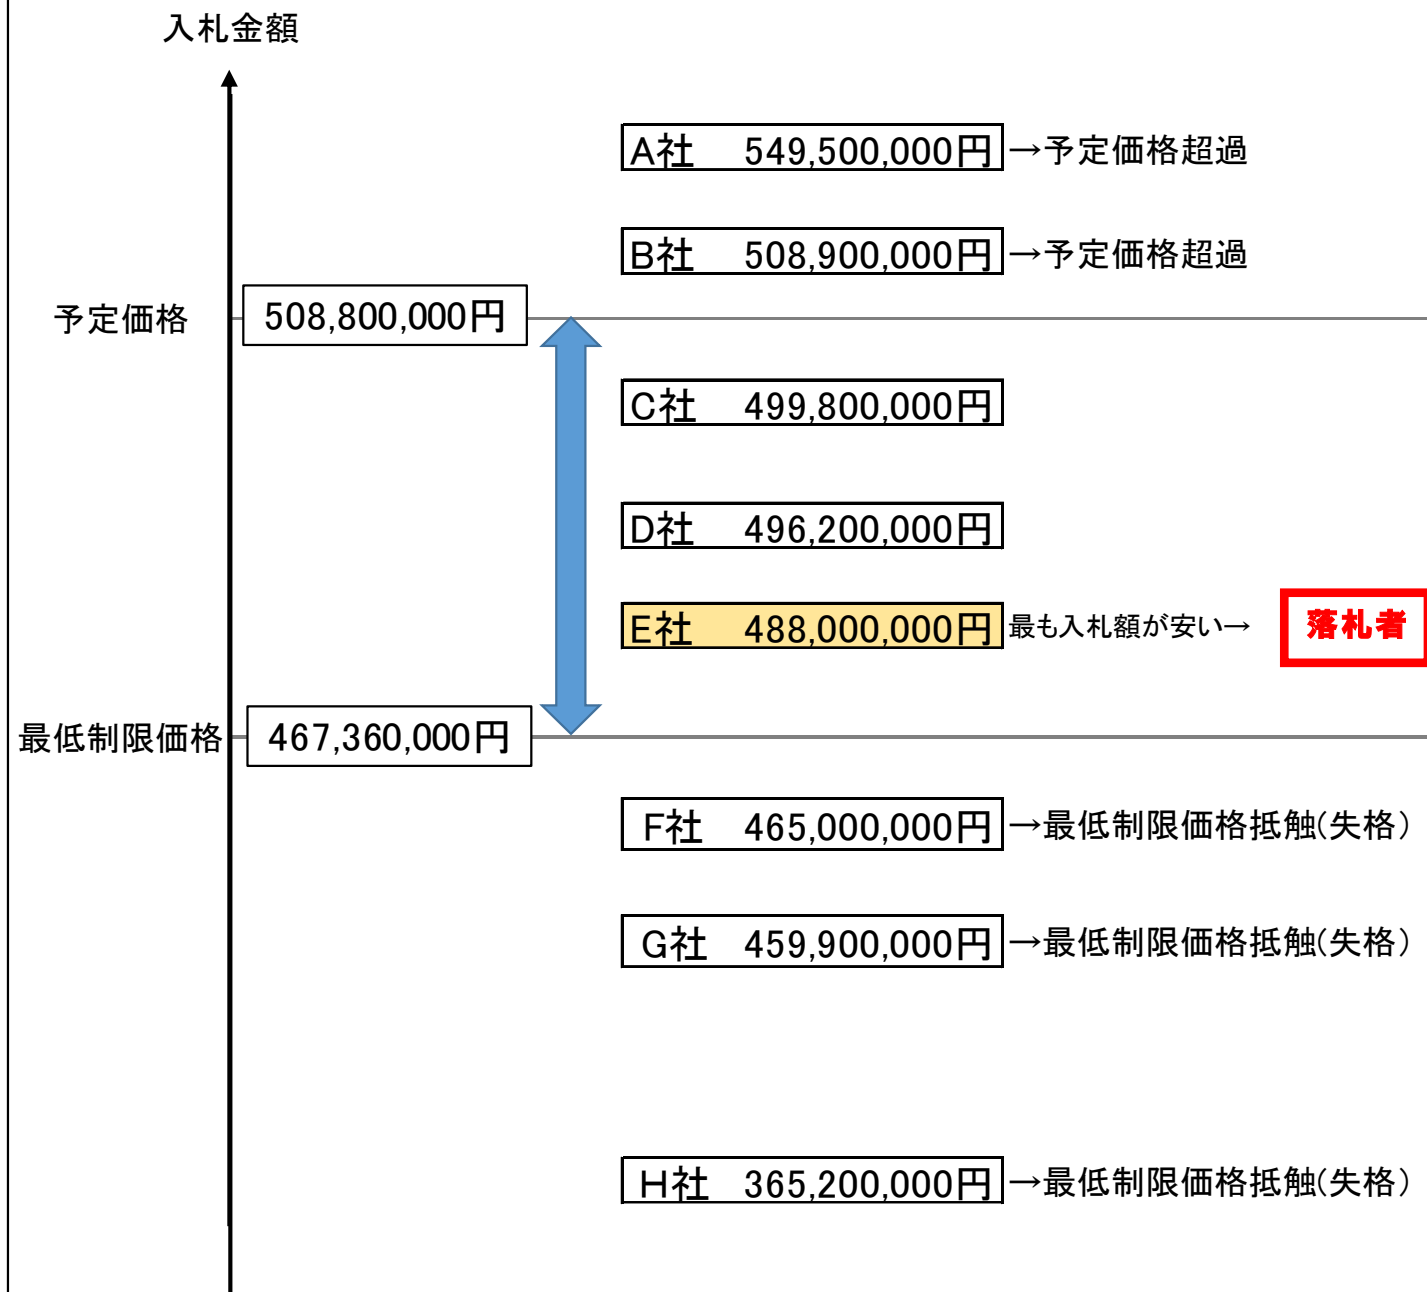 入札金額
A社 549,500,000円 →予定価格超過
B社 508,900,000円 →予定価格超過
予定価格 508,800,000円
C社 499,800,000円
D社 496,200,000円
E社 488,000,000円 最も入札額が安い→ 落札者
最低制限価格 467,360,000円
F社 465,000,000円 →最低制限価格抵触(失格)
G社 459,900,000円 →最低制限価格抵触(失格)
H社 365,200,000円 →最低制限価格抵触(失格)